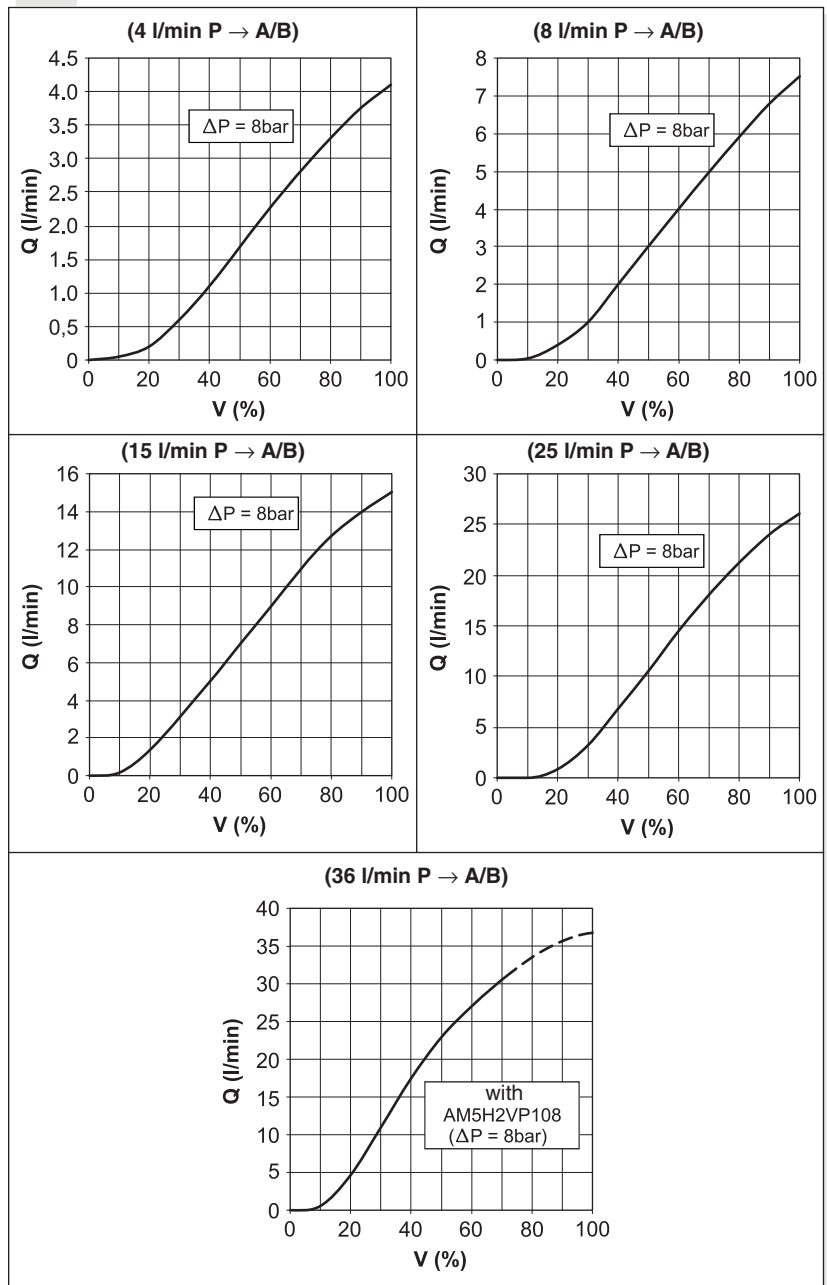 (4 l/min P → A/B)
4.5
4.0
3.5
3.0
2.5
2.0
1.5
1.0
0,5
0
Q (l/min)
ΔP = 8bar
0 20 40 60 80 100
V (%)
(8 l/min P → A/B)
8
7
6
5
4
3
2
1
0
Q (l/min)
ΔP = 8bar
0 20 40 60 80 100
V (%)
(15 l/min P → A/B)
16
14
12
10
8
6
4
2
0
Q (l/min)
ΔP = 8bar
0 20 40 60 80 100
V (%)
(25 l/min P → A/B)
30
25
20
15
10
5
0
Q (l/min)
ΔP = 8bar
0 20 40 60 80 100
V (%)
(36 l/min P → A/B)
40
35
30
25
20
15
10
5
0
Q (l/min)
with
AM5H2VP108
(ΔP = 8bar)
0 20 40 60 80 100
V (%)